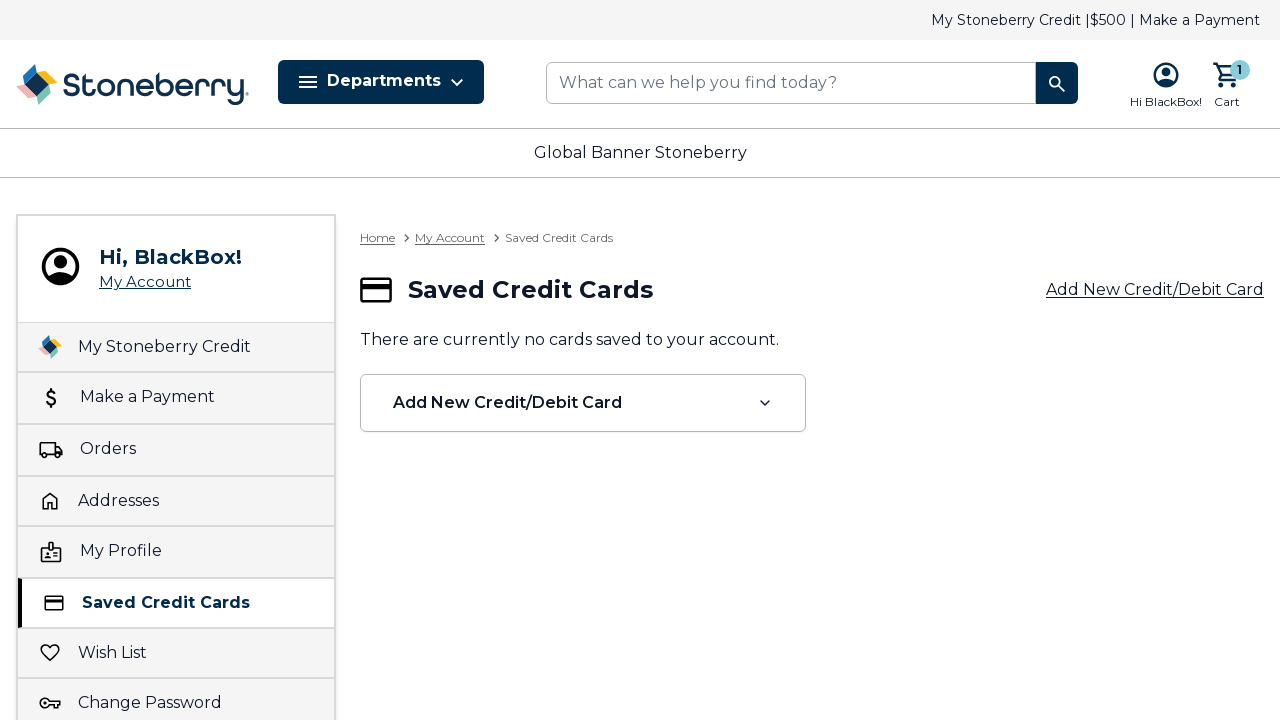 My Stoneberry Credit |$500 | Make a Payment
Stoneberry®
Departments
What can we help you find today?
1
Hi BlackBox!
Cart
Global Banner Stoneberry
Hi, BlackBox!
My Account
My Stoneberry Credit
Make a Payment
Orders
Addresses
My Profile
Saved Credit Cards
Wish List
Change Password
Home > My Account > Saved Credit Cards
Saved Credit Cards
Add New Credit/Debit Card
There are currently no cards saved to your account.
Add New Credit/Debit Card